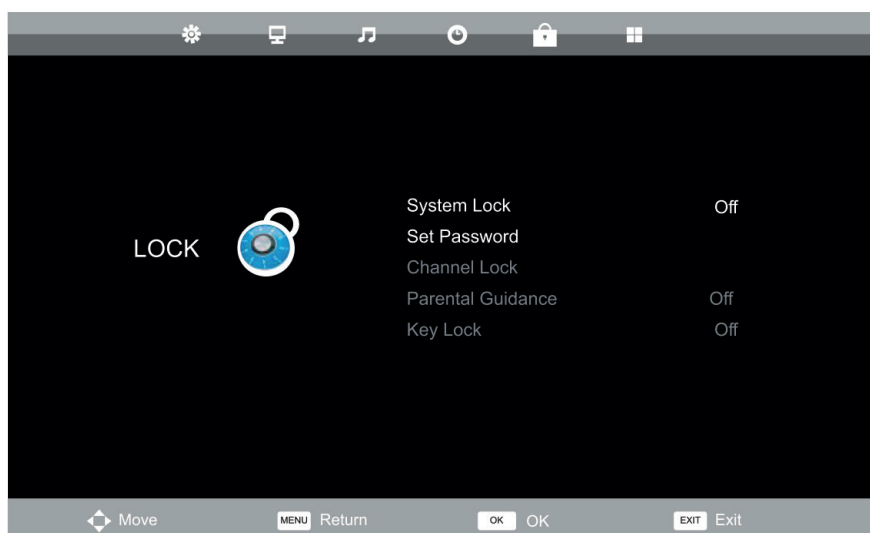 LOCK
System Lock Off
Set Password
Channel Lock
Parental Guidance Off
Key Lock Off
Move MENU Return OK OK EXIT Exit